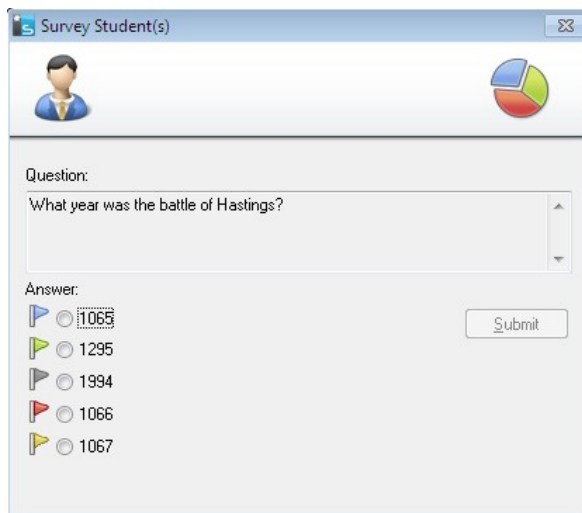 Survey Student(s)
Question:
What year was the battle of Hastings?
Answer:
1065
Submit
1295
1994
1066
1067